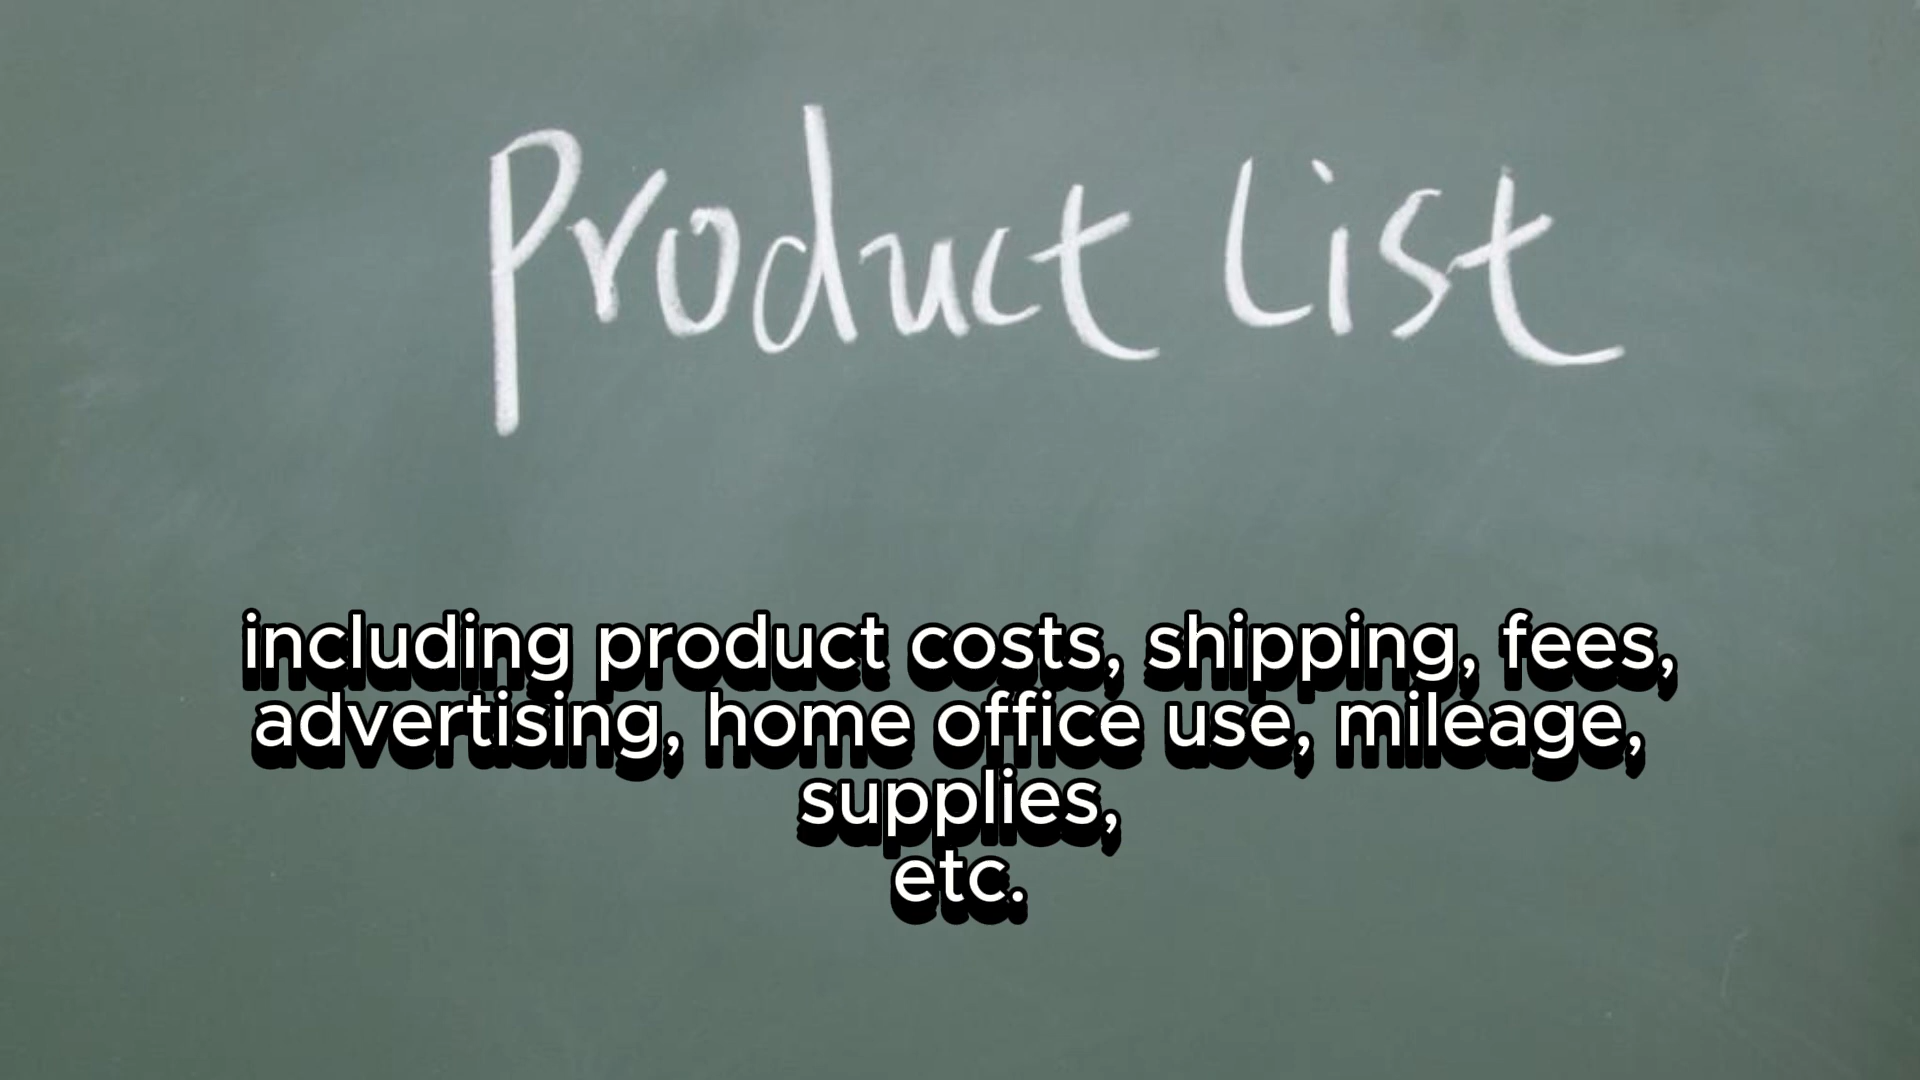 Product List
including product costs, shipping, fees,
advertising, home office use, mileage,
supplies,
etc.